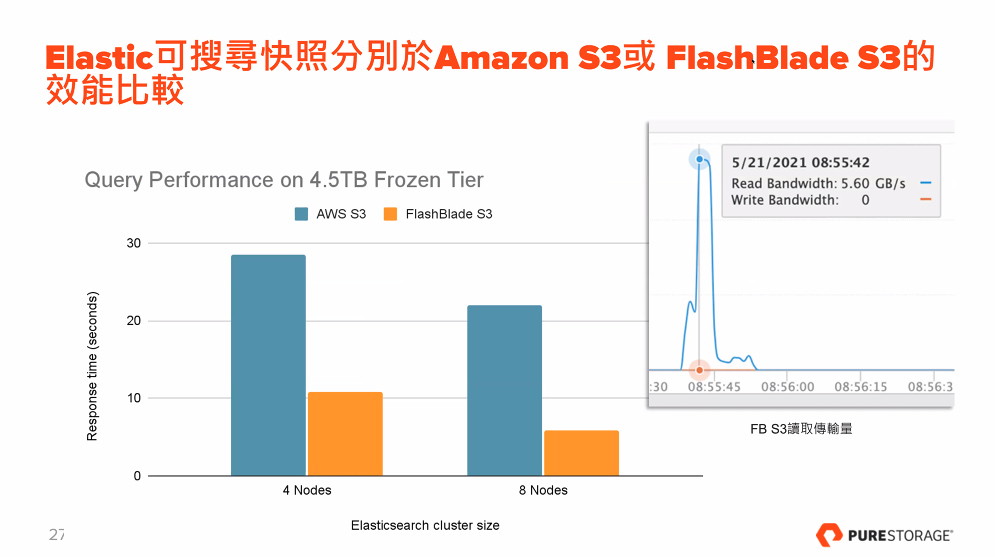 Elastic可搜尋快照分別於Amazon S3或 FlashBlade S3的
效能比較
Query Performance on 4.5TB Frozen Tier
AWS S3
FlashBlade S3
30
20
10
0
Response time (seconds)
4 Nodes
8 Nodes
Elasticsearch cluster size
5/21/2021 08:55:42
Read Bandwidth: 5.60 GB/s
Write Bandwidth: 0
:30
08:55:45
08:56:00
08:56:15
08:56:3
FB S3讀取傳輸量
27
PURESTORAGE®